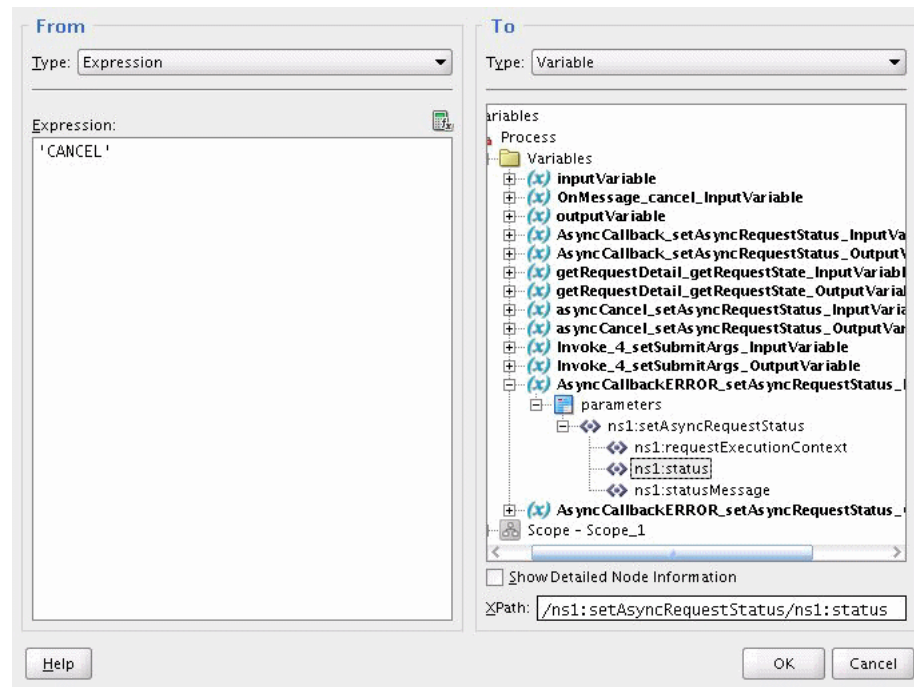 From
Type: Expression
Expression:
'CANCEL'
To
Type: Variable
ariables
Process
Variables
inputVariable
OnMessage_cancel_InputVariable
outputVariable
AsyncCallback_setAsyncRequestStatus_InputVa
AsyncCallback_setAsyncRequestStatus_OutputV
getRequestDetail_getRequestState_InputVariabl
getRequestDetail_getRequestState_OutputVarial
asyncCancel_setAsyncRequestStatus_InputVaria
asyncCancel_setAsyncRequestStatus_OutputVar
Invoke_4_setSubmitArgs_InputVariable
Invoke_4_setSubmitArgs_OutputVariable
AsyncCallbackERROR_setAsyncRequestStatus_I
parameters
ns1:setAsyncRequestStatus
ns1:requestExecutionContext
ns1:status
ns1:statusMessage
AsyncCallbackERROR_setAsyncRequestStatus_
Scope - Scope_1
Show Detailed Node Information
XPath: /ns1:setAsyncRequestStatus/ns1:status
Help
OK
Cancel